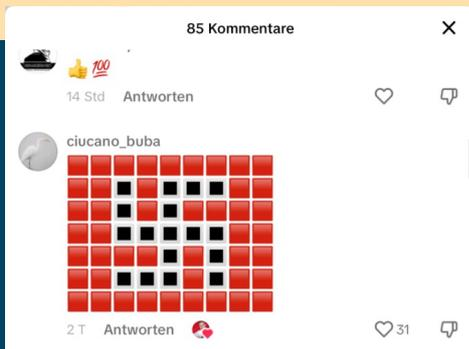 85 Kommentare
👍💯
14 Std Antworten
ciucano_buba
🟥🟥🟥🟥🟥🟥🟥🟥🟥
🟥🟥🔳🟥🔳🔳🔳🟥🟥
🟥🟥🔳🟥🔳🟥🟥🟥🟥
🟥🟥🔳🔳🔳🔳🔳🟥🟥
🟥🟥🟥🟥🔳🟥🔳🟥🟥
🟥🟥🔳🔳🔳🟥🔳🟥🟥
🟥🟥🟥🟥🟥🟥🟥🟥🟥
2 T Antworten
31